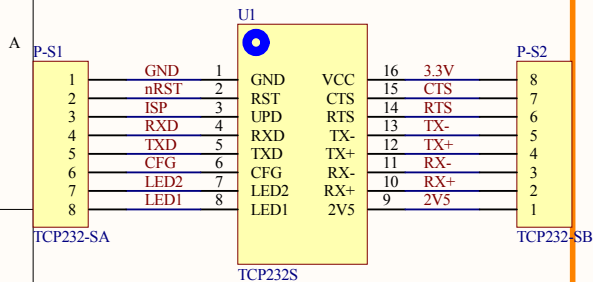 U1
A
P-S1 P-S2
1 GND 1 GND VCC 16 3.3V 8
2 nRST 2 RST CTS 15 CTS 7
3 ISP 3 UPD RTS 14 RTS 6
4 RXD 4 RXD TX- 13 TX- 5
5 TXD 5 TXD TX+ 12 TX+ 4
6 CFG 6 CFG RX- 11 RX- 3
7 LED2 7 LED2 RX+ 10 RX+ 2
8 LED1 8 LED1 2V5 9 2V5 1
TCP232-SA TCP232-SB
TCP232S